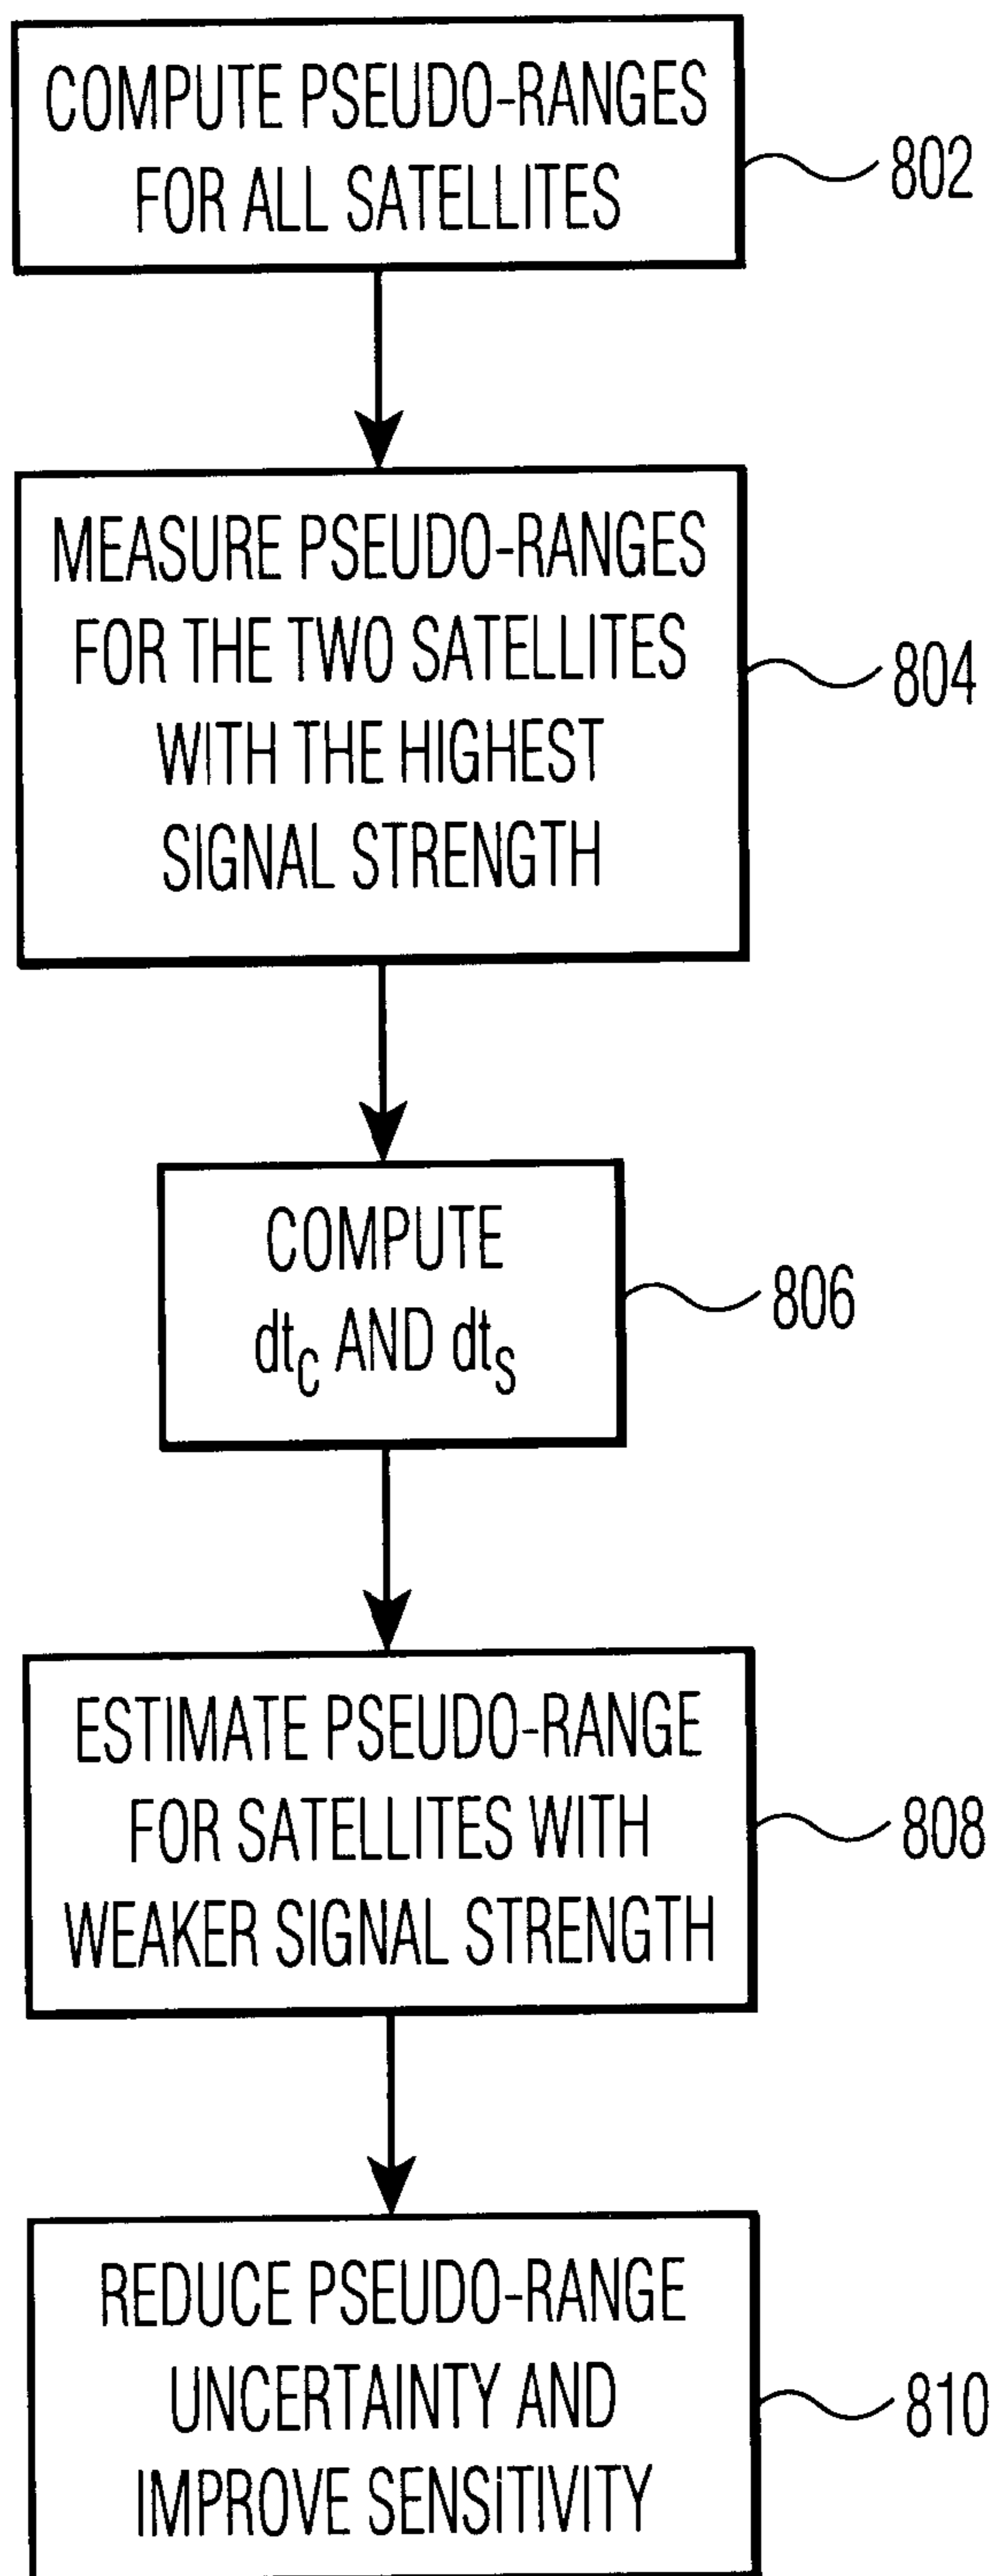 COMPUTE PSEUDO-RANGES
FOR ALL SATELLITES
802
MEASURE PSEUDO-RANGES
FOR THE TWO SATELLITES
WITH THE HIGHEST
SIGNAL STRENGTH
804
COMPUTE
dtC AND dtS
806
ESTIMATE PSEUDO-RANGE
FOR SATELLITES WITH
WEAKER SIGNAL STRENGTH
808
REDUCE PSEUDO-RANGE
UNCERTAINTY AND
IMPROVE SENSITIVITY
810